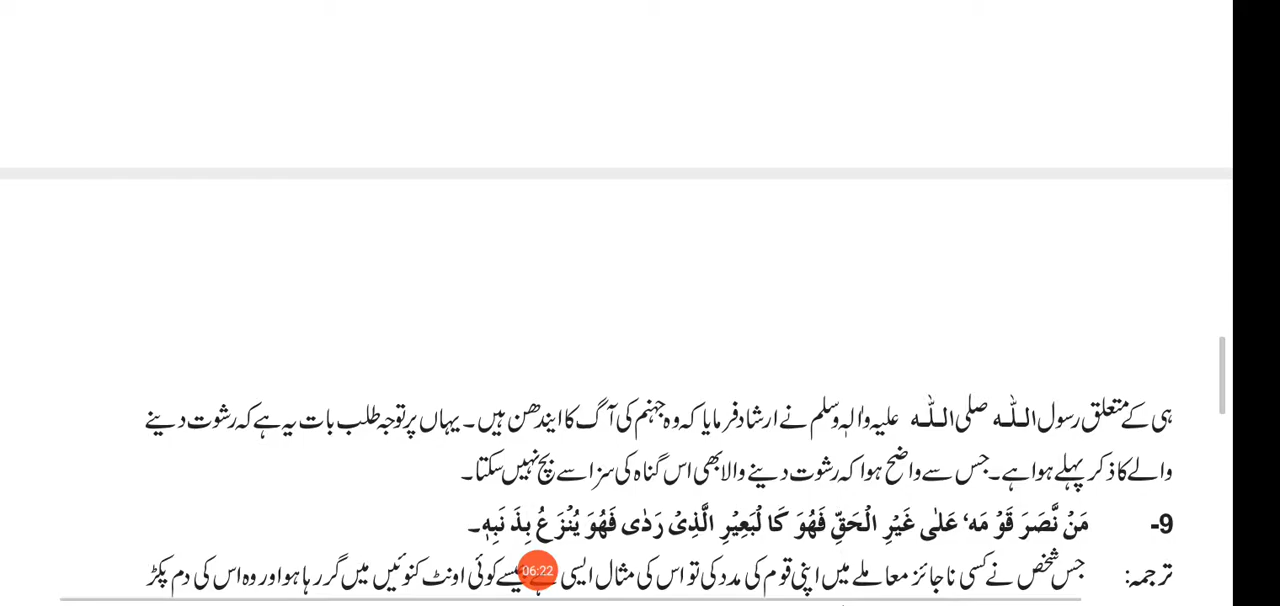 ہی کے متعلق رسول اللہ صلی اللہ علیہ واٰلہٖ وسلم نے ارشاد فرمایا کہ وہ جہنم کی آگ کا ایندھن ہیں۔ یہاں پر توجہ طلب بات یہ ہے کہ رشوت دینے
والے کا ذکر پہلے ہوا ہے۔ جس سے واضح ہوا کہ رشوت دینے والا بھی اس گناہ کی سزا سے بچ نہیں سکتا۔
9- مَنْ نَّصَرَ قَوْ مَہٗ عَلٰی غَیْرِ الْحَقِّ فَھُوَ کَا لْبَعِیْرِ الَّذِیْ رَدٰی فَھُوَ یُنْزَ عُ بِذَ نَبِہٖ۔
ترجمہ: جس شخص نے کسی ناجائز معاملے میں اپنی قوم کی مدد کی تو اس کی مثال ایسی کوئی اونٹ کنوئیں میں گر رہا ہو اور وہ اس کی دم پکڑ
06:22